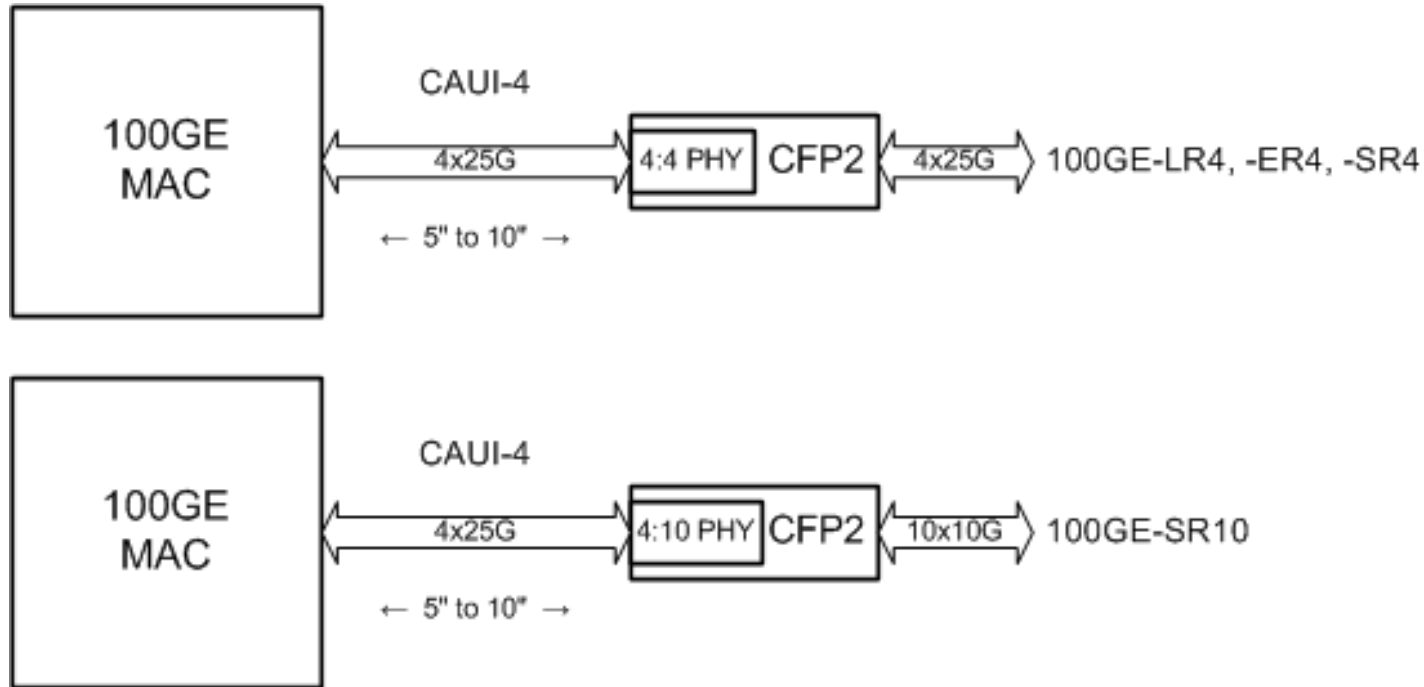 CAUI-4
100GE
MAC
4x25G
4:4 PHY
CFP2
4x25G
100GE-LR4, -ER4, -SR4
← 5" to 10" →
CAUI-4
100GE
MAC
4x25G
4:10 PHY
CFP2
10x10G
100GE-SR10
← 5" to 10" →